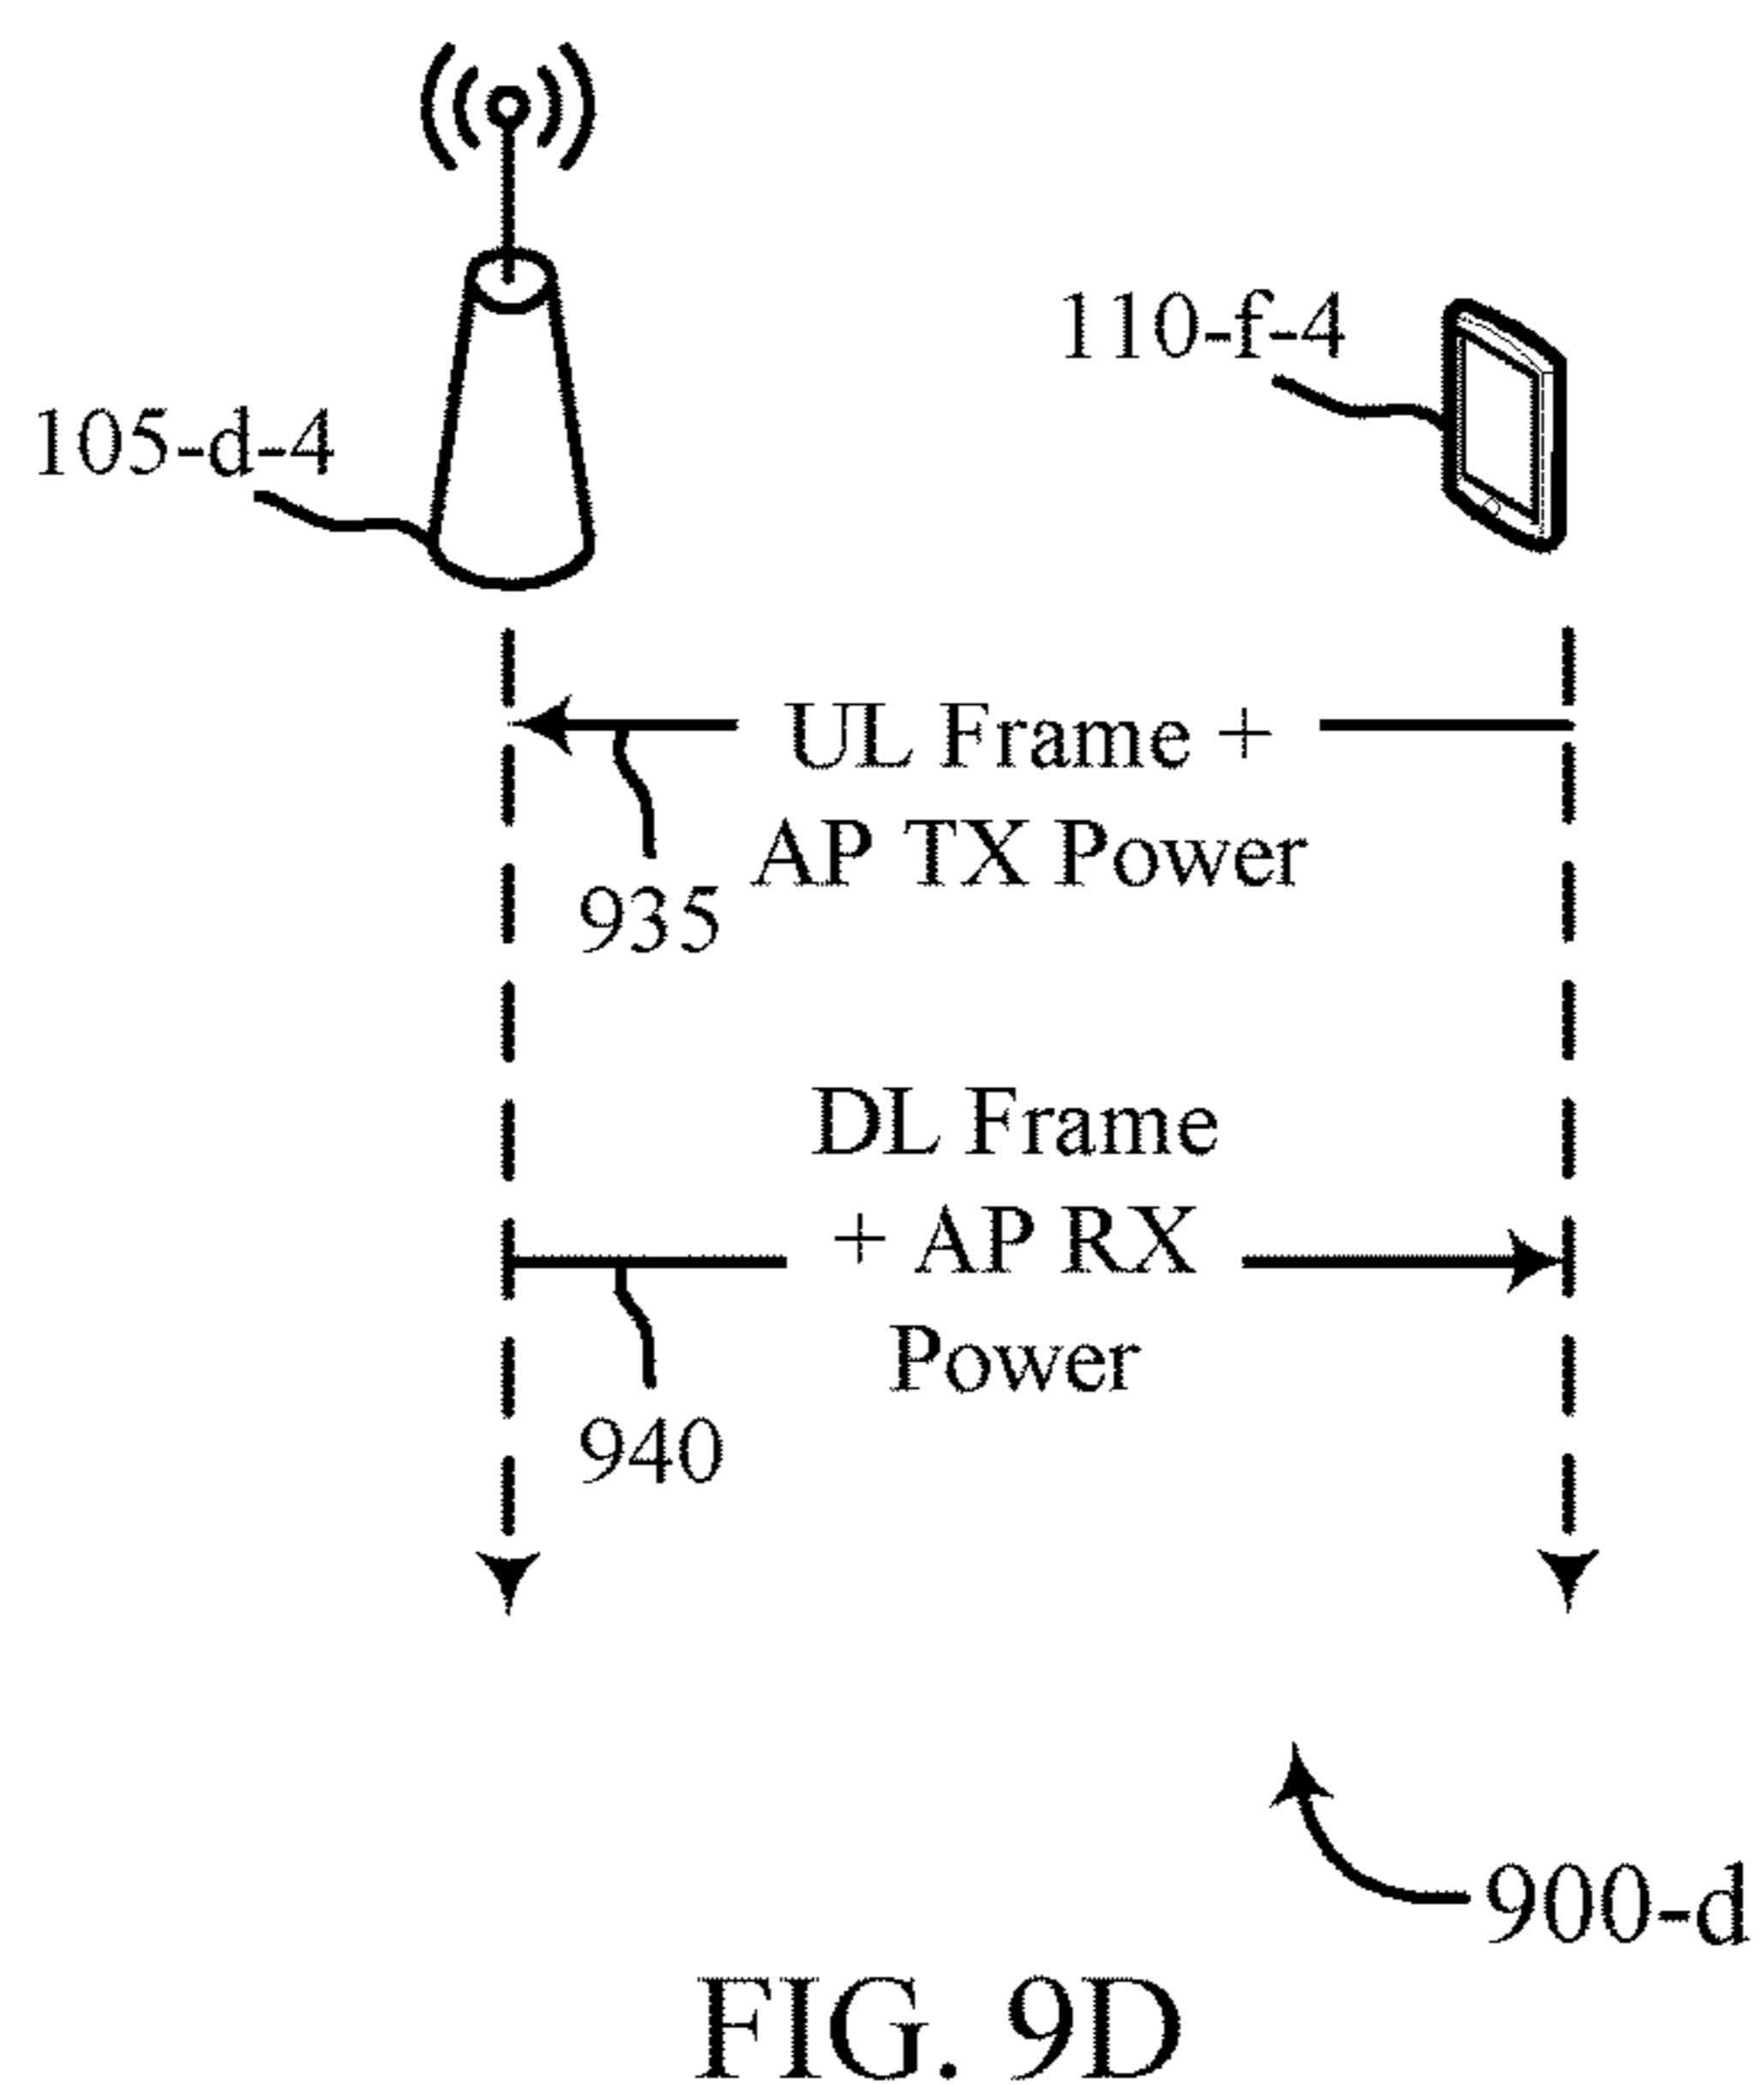 110-f-4
105-d-4
UL Frame +
AP TX Power
935
DL Frame
+ AP RX
Power
940
900-d
FIG. 9D